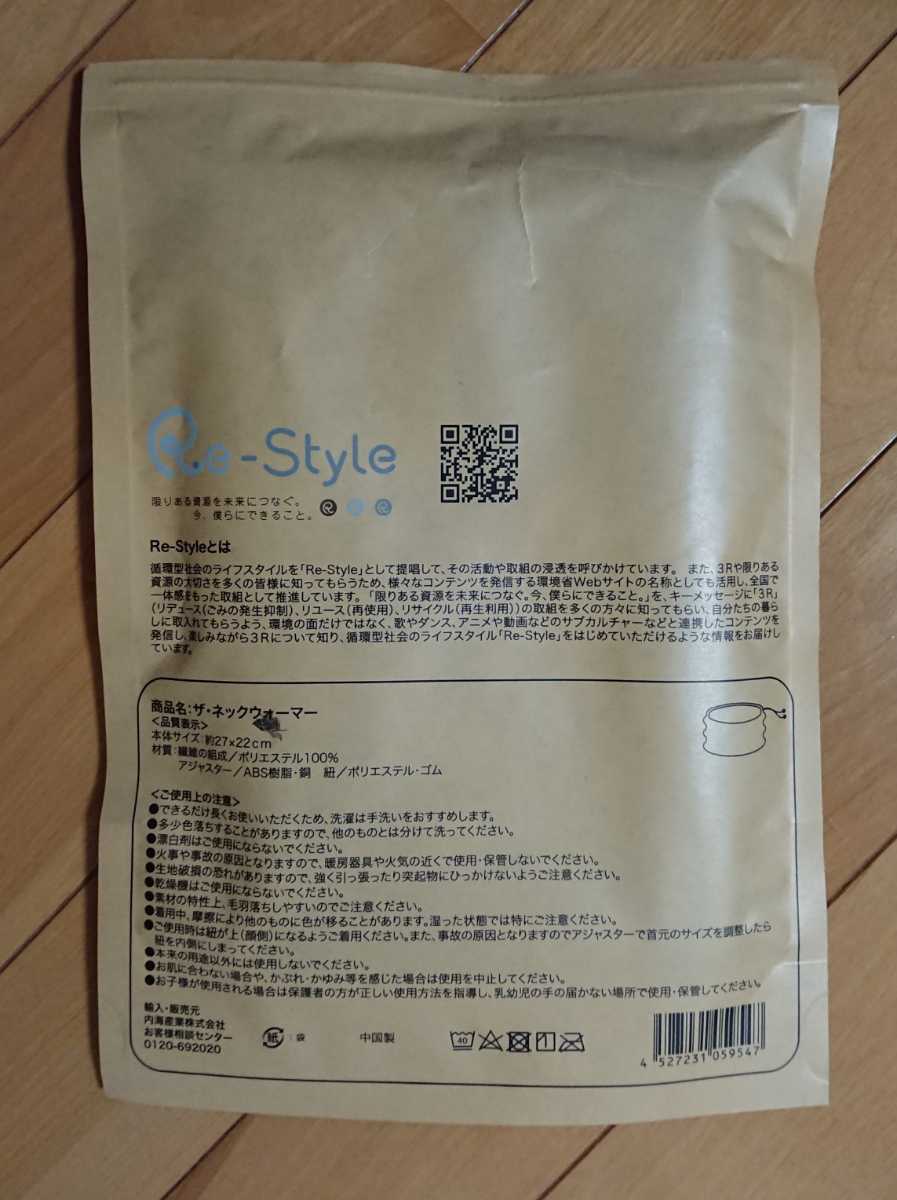 Re-Style
限りある資源を未来につなぐ。
今、僕らにできること。
Re-Styleとは
循環型社会のライフスタイルを「Re-Style」として提唱して、その活動や取組の浸透を呼びかけています。 また、3Rや限りある
資源の大切さを多くの皆様に知ってもらうため、様々なコンテンツを発信する環境省Webサイトの名称としても活用し、全国で
一体感をもった取組として推進しています。「限りある資源を未来につなぐ。今、僕らにできること。」を、キーメッセージに「3R」
(リデュース(ごみの発生抑制)、リユース(再使用)、リサイクル(再生利用))の取組を多くの方々に知ってもらい、自分たちの暮ら
しに取入れてもらうよう、環境の面だけではなく、歌やダンス、アニメや動画などのサブカルチャーなどと連携したコンテンツを
発信し、楽しみながら3Rについて知り、循環型社会のライフスタイル「Re-Style」をはじめていただけるような情報をお届けし
ています。
商品名:ザ・ネックウォーマー
<品質表示>
本体サイズ:約27×22cm
材質:繊維の組成/ポリエステル100%
アジャスター/ABS樹脂・銅 紐/ポリエステル・ゴム
<ご使用上の注意>
●できるだけ長くお使いいただくため、洗濯は手洗いをおすすめします。
●多少色落ちすることがありますので、他のものとは分けて洗ってください。
●漂白剤はご使用にならないでください。
●火事や事故の原因となりますので、暖房器具や火気の近くで使用・保管しないでください。
●生地破損の恐れがありますので、強く引っ張ったり突起物にひっかけないようご注意ください。
●乾燥機はご使用にならないでください。
●素材の特性上、毛羽落ちしやすいのでご注意ください。
●着用中、摩擦により他のものに色が移ることがあります。湿った状態では特にご注意ください。
●ご使用時は紐が上(顔側)になるようご着用ください。また、事故の原因となりますのでアジャスターで首元のサイズを調整したら
紐を内側にしまってください。
●本来の用途以外には使用しないでください。
●お肌に合わない場合や、かぶれ・かゆみ等を感じた場合は使用を中止してください。
●お子様が使用される場合は保護者の方が正しい使用方法を指導し、乳幼児の手の届かない場所で使用・保管してください。
輸入・販売元
内海産業株式会社
お客様相談センター
0120-692020
紙 :袋
中国製
40
4 527231 059547